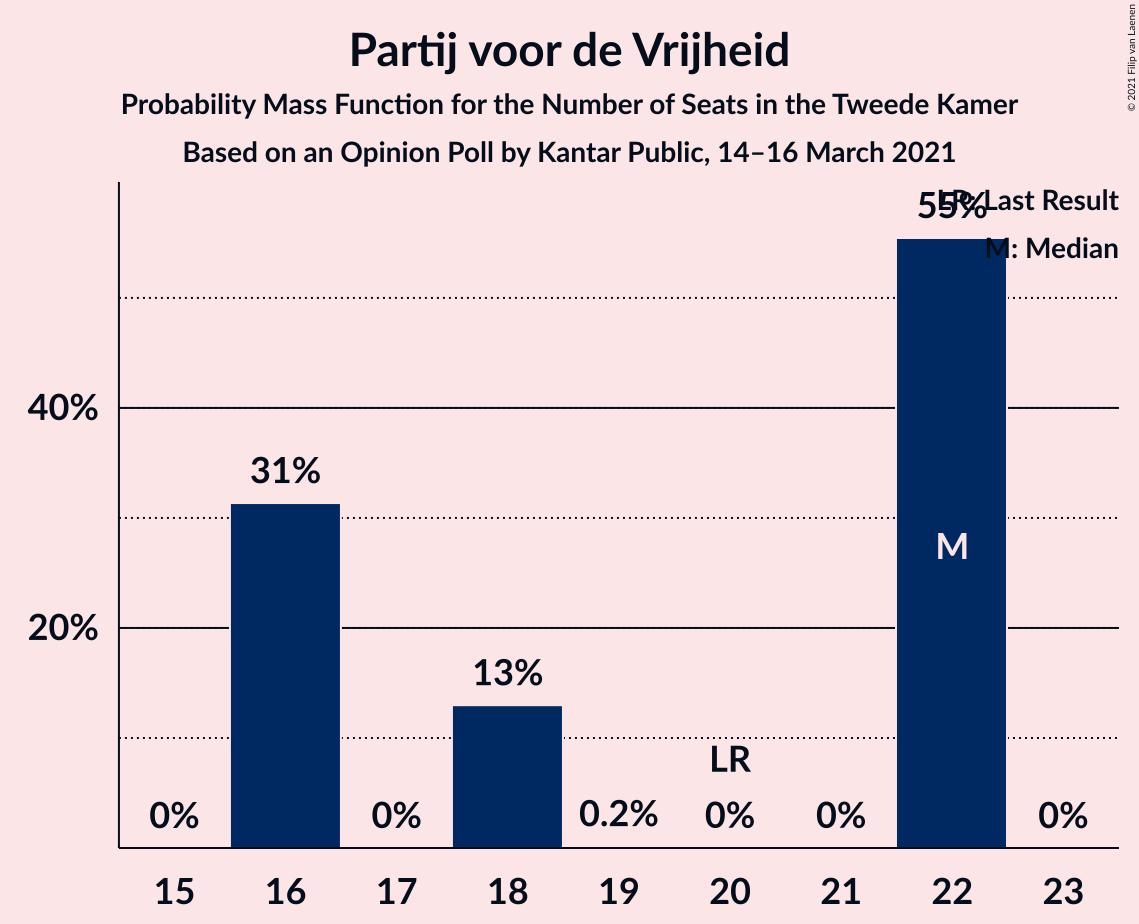 Partij voor de Vrijheid
Probability Mass Function for the Number of Seats in the Tweede Kamer
Based on an Opinion Poll by Kantar Public, 14–16 March 2021
© 2021 Filip van Laenen
LR: Last Result
M: Median
55%
40%
31%
M
20%
13%
LR
0%
0%
0.2%
0%
0%
0%
15 16 17 18 19 20 21 22 23